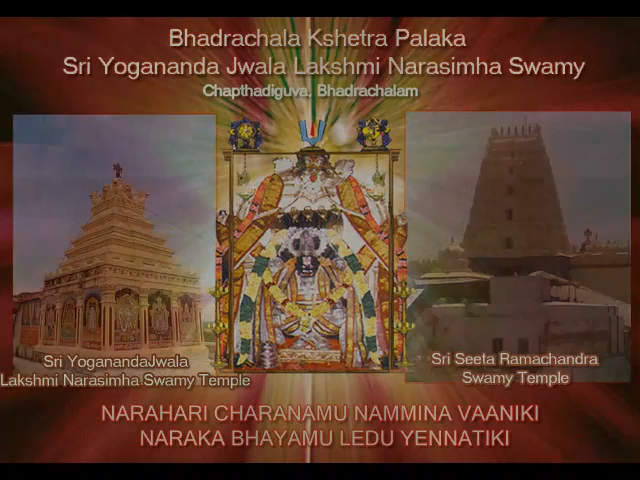 Bhadrachala Kshetra Palaka
Sri Yogananda Jwala Lakshmi Narasimha Swamy
Chapthadiguva, Bhadrachalam
Sri YoganandaJwala
Lakshmi Narasimha Swamy Temple
Sri Seeta Ramachandra
Swamy Temple
NARAHARI CHARANAMU NAMMINA VAANIKI
NARAKA BHAYAMU LEDU YENNATIKI